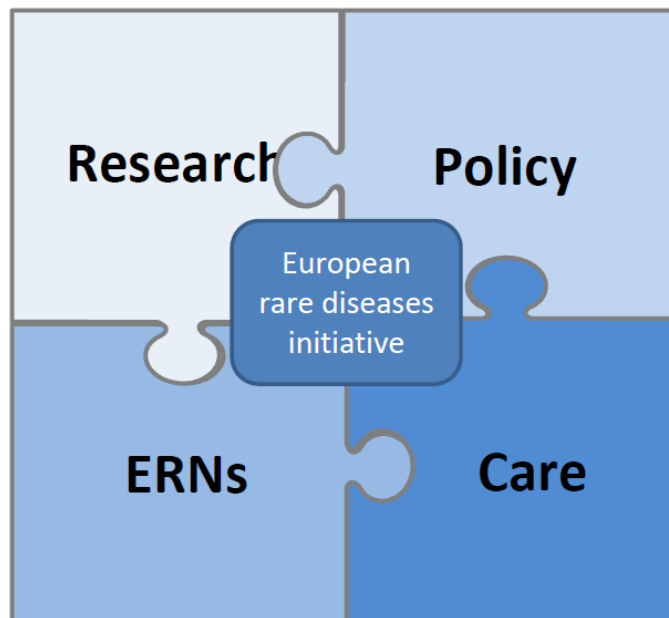 Research
Policy
European
rare diseases
initiative
ERNs
Care